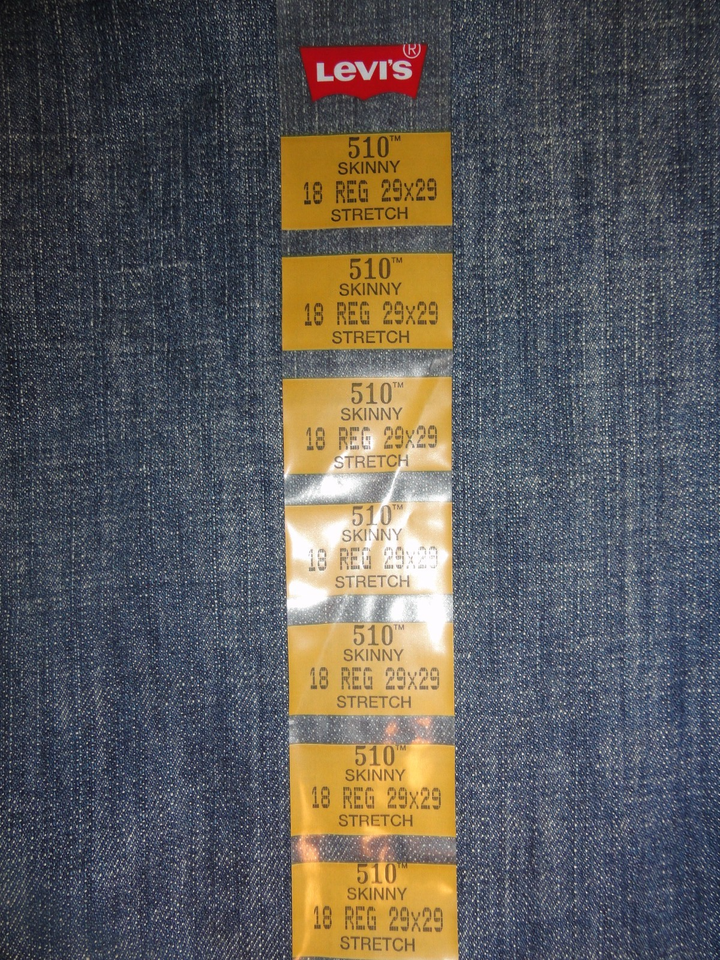 LEVI'S®
510™
SKINNY
18 REG 29x29
STRETCH
510™
SKINNY
18 REG 29x29
STRETCH
510™
SKINNY
18 REG 29x29
STRETCH
510™
SKINNY
18 REG 29x29
STRETCH
510™
SKINNY
18 REG 29x29
STRETCH
510™
SKINNY
18 REG 29x29
STRETCH
510™
SKINNY
18 REG 29x29
STRETCH